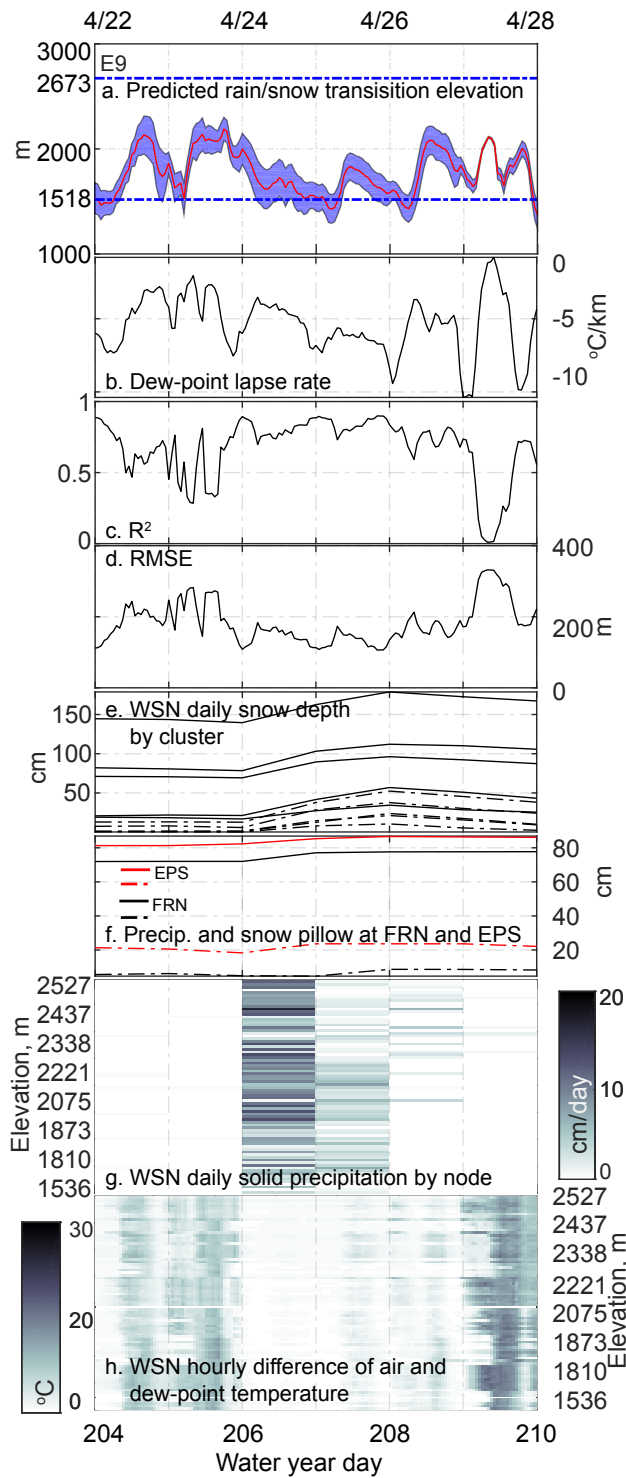 4/22 4/24 4/26 4/28
3000
E9
2673
a. Predicted rain/snow transisition elevation
m
2000
1518
1000
0
-5
-10
°C/km
b. Dew-point lapse rate
1
0.5
0
c. R²
d. RMSE
400
200
m
0
e. WSN daily snow depth
by cluster
150
100
50
cm
80
60
40
20
cm
EPS
FRN
f. Precip. and snow pillow at FRN and EPS
2527
2437
2338
2221
2075
1873
1810
1536
Elevation, m
20
10
0
cm/day
g. WSN daily solid precipitation by node
30
20
0
°C
2527
2437
2338
2221
2075
1873
1810
1536
Elevation, m
h. WSN hourly difference of air and
dew-point temperature
204 206 208 210
Water year day